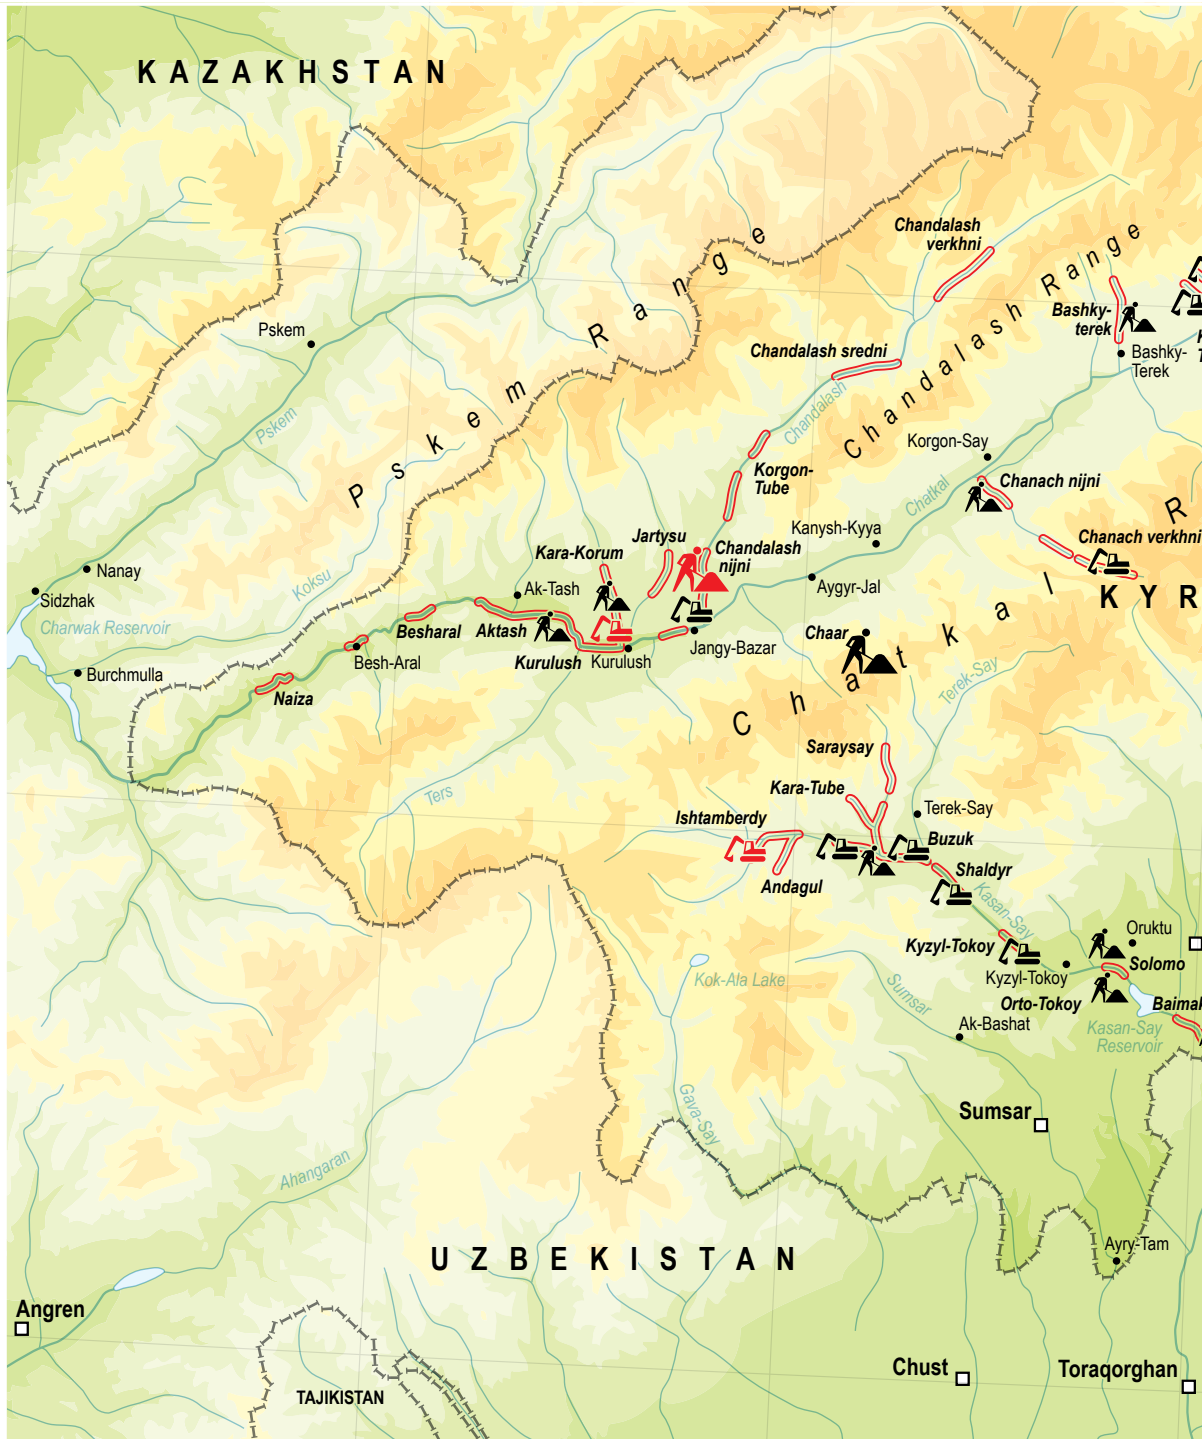 KAZAKHSTAN
Chandalash
verkhni
Pskem Range
Chandalash Range
Bashky-
terek
Bashky-
Terek
K
T
Pskem
Pskem
Chandalash sredni
Chandalash
Korgon-Say
Korgon-
Tube
Chatkal
Chanach nijni
Kanysh-Kyya
Chanach verkhni
Jartysu
Chandalash
nijni
Kara-Korum
Nanay
Koksu
Ak-Tash
Aygyr-Jal
Sidzhak
KYR
Charwak Reservoir
Besharal
Aktash
Chaar
Jangy-Bazar
Besh-Aral
Kurulush
Kurulush
Burchmulla
Naiza
Terek-Say
Chatkal R
Saraysay
Ters
Kara-Tube
Ishtamberdy
Terek-Say
Buzuk
Shaldyr
Andagul
Kasan-Say
Kyzyl-Tokoy
Oruktu
Kyzyl-Tokoy
Solomo
Kok-Ala Lake
Sumsar
Orto-Tokoy
Baimak
Ak-Bashat
Kasan-Say
Reservoir
Gava-Say
Sumsar
Ahangaran
UZBEKISTAN
Ayry-Tam
Angren
Chust
Toraqorghan
TAJIKISTAN